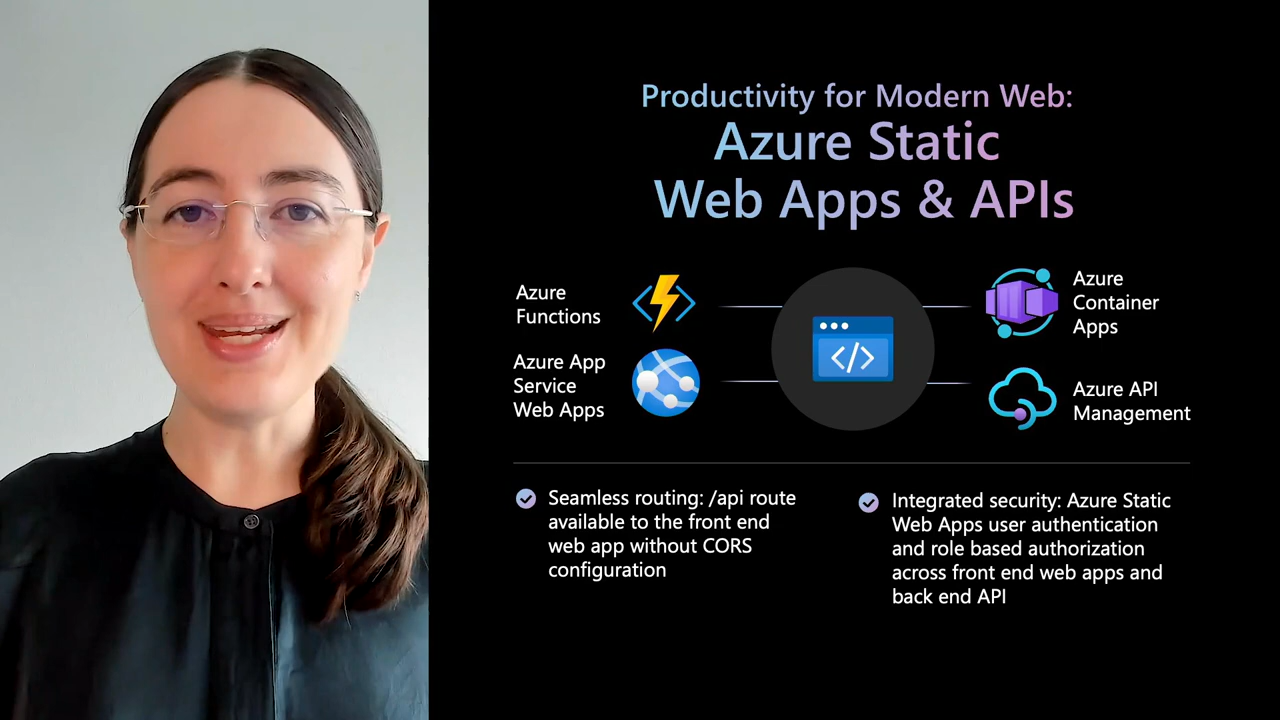 Productivity for Modern Web:
Azure Static
Web Apps & APIs
Azure
Functions
Azure App
Service
Web Apps
</>
Azure
Container
Apps
Azure API
Management
Seamless routing: /api route
available to the front end
web app without CORS
configuration
Integrated security: Azure Static
Web Apps user authentication
and role based authorization
across front end web apps and
back end API